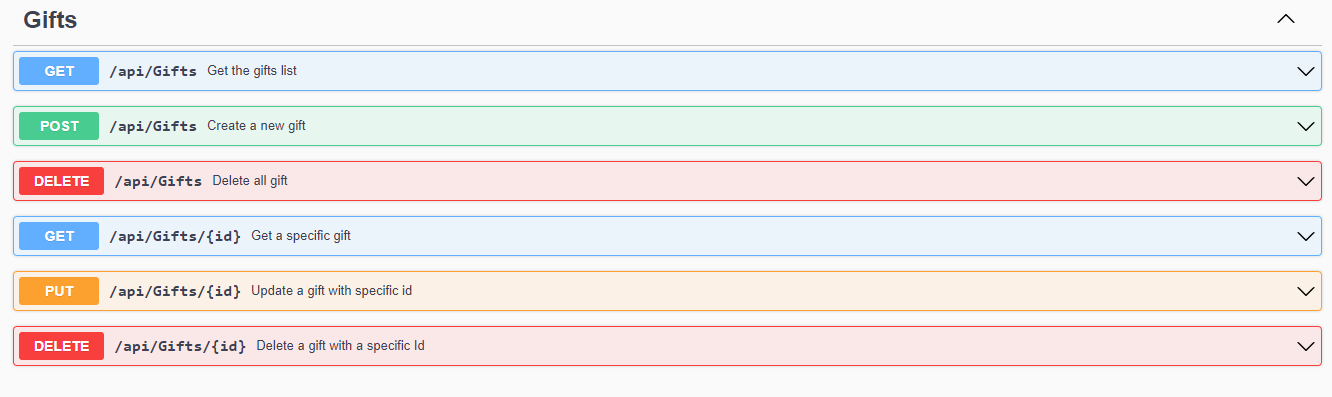 Gifts
GET /api/Gifts Get the gifts list
POST /api/Gifts Create a new gift
DELETE /api/Gifts Delete all gift
GET /api/Gifts/{id} Get a specific gift
PUT /api/Gifts/{id} Update a gift with specific id
DELETE /api/Gifts/{id} Delete a gift with a specific Id